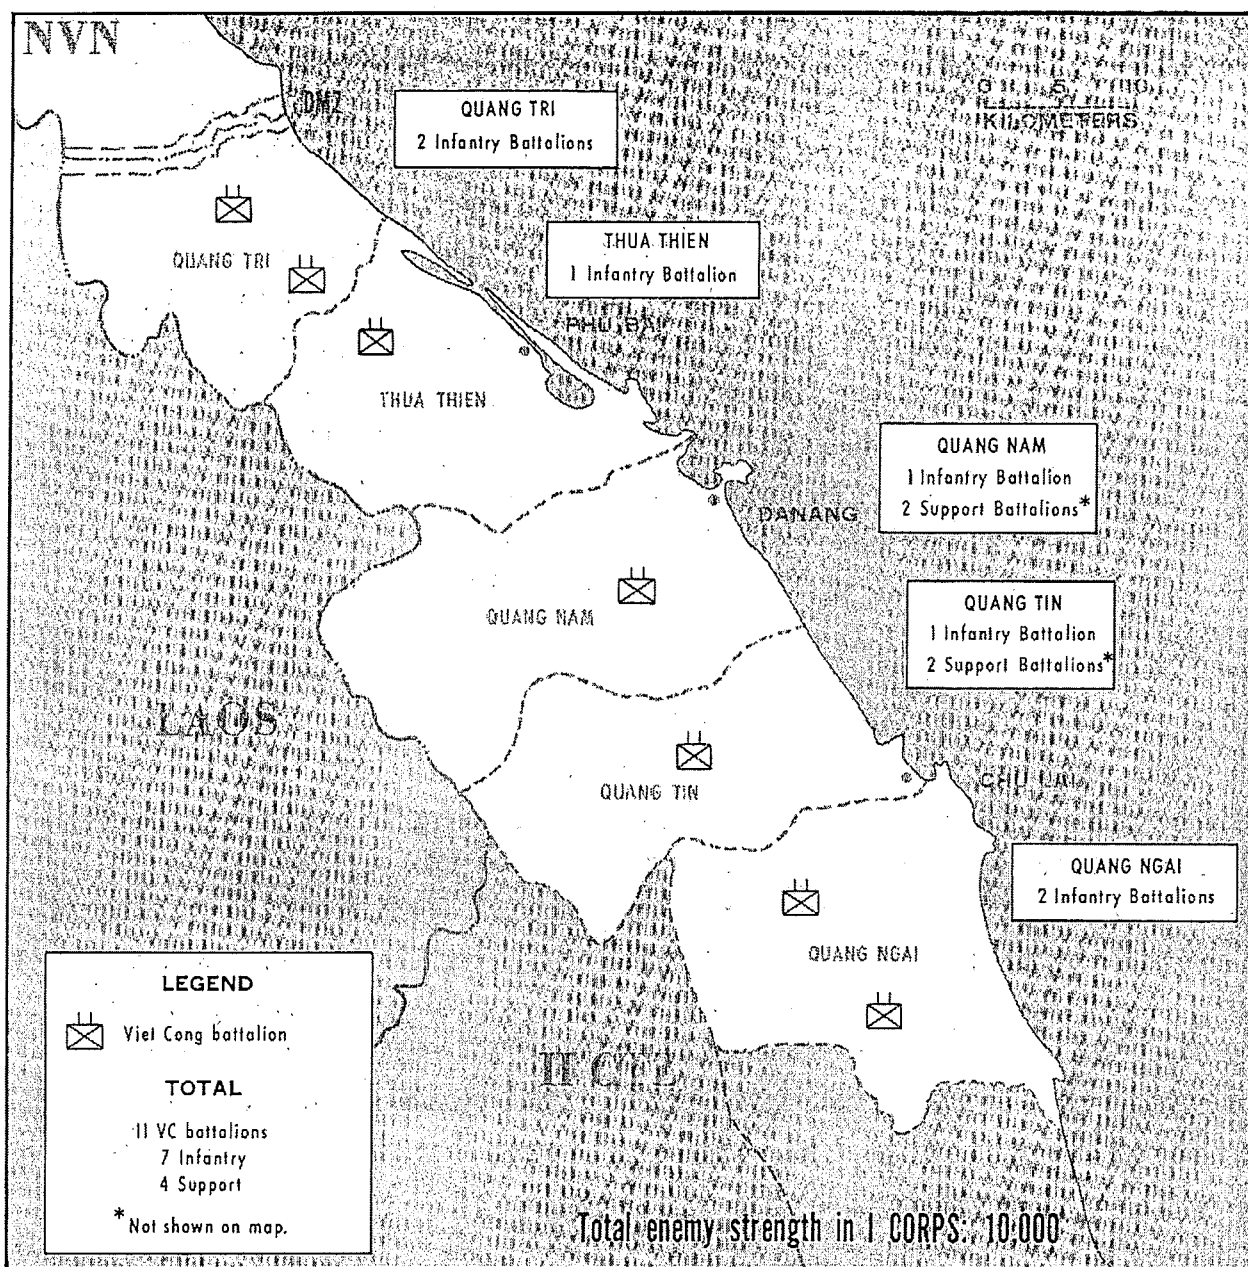 NVN
DMZ
QUANG TRI
2 Infantry Battalions
0 5 10
KILOMETERS
QUANG TRI
THUA THIEN
1 Infantry Battalion
PHU BAI
THUA THIEN
QUANG NAM
1 Infantry Battalion
2 Support Battalions*
DANANG
QUANG NAM
QUANG TIN
1 Infantry Battalion
2 Support Battalions*
LAOS
QUANG TIN
CHU LAI
QUANG NGAI
2 Infantry Battalions
QUANG NGAI
II CTZ
LEGEND
Viet Cong battalion
TOTAL
11 VC battalions
7 Infantry
4 Support
*Not shown on map.
Total enemy strength in I CORPS: 10,000